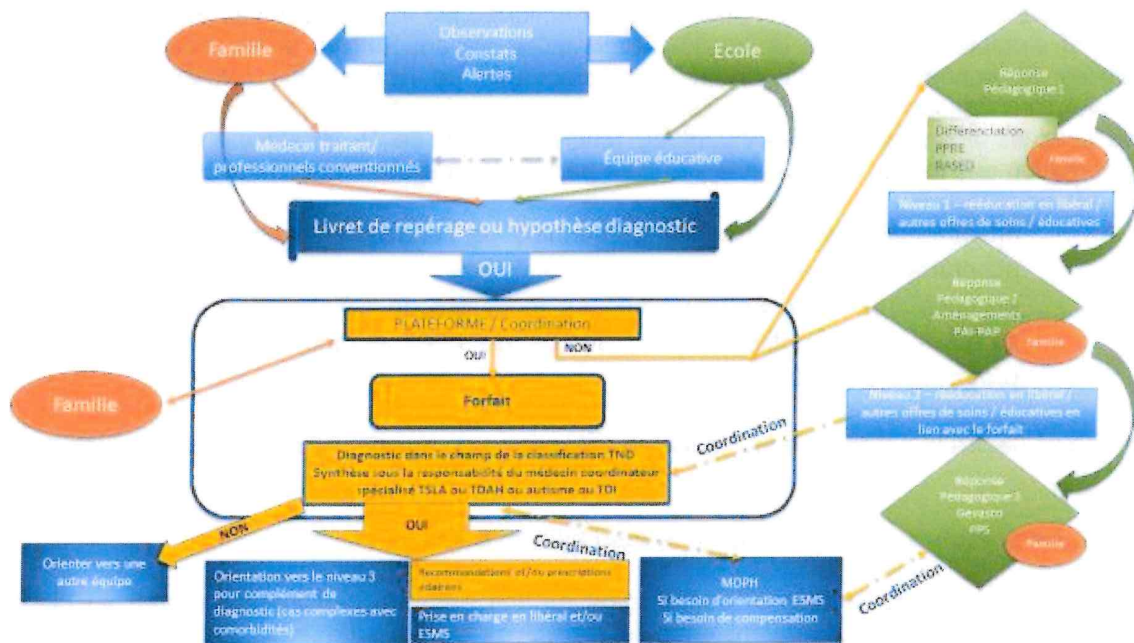 Famille
Observations
Constats
Alertes
Ecole
Réponse
Pédagogique 1
Différenciation
PPRE
RASED
Famille
Médecin traitant/
professionnels conventionnés
Équipe éducative
Niveau 1 – rééducation en libéral /
autres offres de soins / éducatives
Livret de repérage ou hypothèse diagnostic
OUI
Réponse
Pédagogique 2
Aménagements
PAI-PAP
Famille
PLATEFORME / Coordination
OUI
NON
Famille
Forfait
Niveau 2 – rééducation en libéral /
autres offres de soins / éducatives en
lien avec le forfait
Coordination
Diagnostic dans le champ de la classification TND
Synthèse sous la responsabilité du médecin coordinateur
spécialisé TSLA ou TDAH ou autisme ou TDI
Réponse
Pédagogique 3
Gevasco
PPS
Famille
NON
OUI
Coordination
Coordination
Orienter vers une
autre équipe
Orientation vers le niveau 3
pour complément de
diagnostic (cas complexes avec
comorbidités)
Recommandations et/ou prescriptions
Prise en charge en libéral et/ou
ESMS
MDPH
Si besoin d'orientation ESMS
Si besoin de compensation